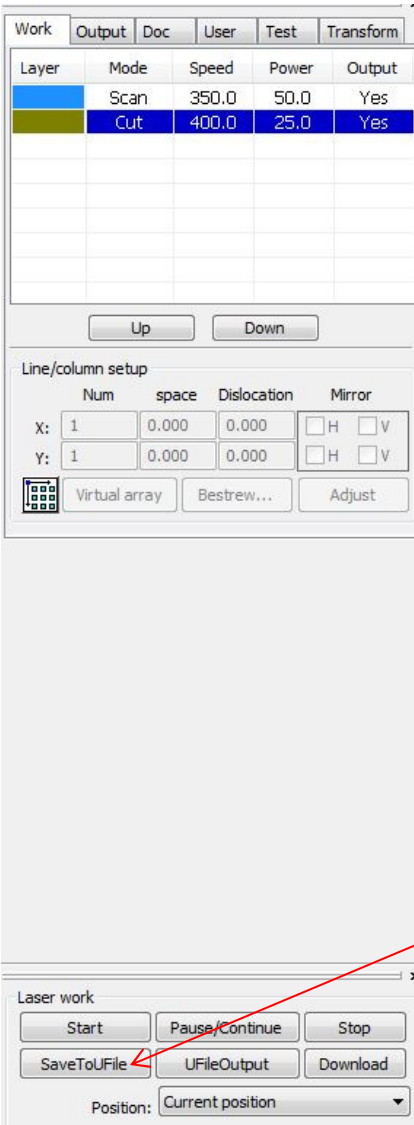 Work Output Doc User Test Transform
Layer Mode Speed Power Output
Scan 350.0 50.0 Yes
Cut 400.0 25.0 Yes
Up Down
Line/column setup
Num space Dislocation Mirror
X: 1 0.000 0.000 H V
Y: 1 0.000 0.000 H V
Virtual array Bestrew... Adjust
Laser work
Start Pause/Continue Stop
SaveToUFile UFileOutput Download
Position: Current position